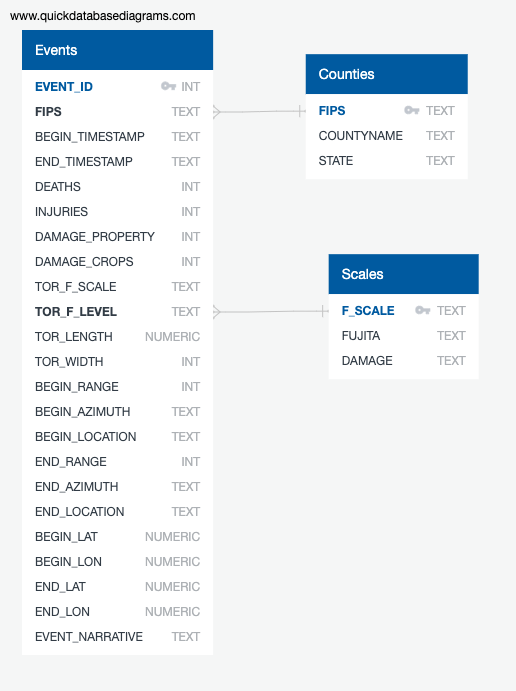 www.quickdatabasediagrams.com
Events
EVENT_ID INT
FIPS TEXT
BEGIN_TIMESTAMP TEXT
END_TIMESTAMP TEXT
DEATHS INT
INJURIES INT
DAMAGE_PROPERTY INT
DAMAGE_CROPS INT
TOR_F_SCALE TEXT
TOR_F_LEVEL TEXT
TOR_LENGTH NUMERIC
TOR_WIDTH INT
BEGIN_RANGE INT
BEGIN_AZIMUTH TEXT
BEGIN_LOCATION TEXT
END_RANGE INT
END_AZIMUTH TEXT
END_LOCATION TEXT
BEGIN_LAT NUMERIC
BEGIN_LON NUMERIC
END_LAT NUMERIC
END_LON NUMERIC
EVENT_NARRATIVE TEXT
Counties
FIPS TEXT
COUNTYNAME TEXT
STATE TEXT
Scales
F_SCALE TEXT
FUJITA TEXT
DAMAGE TEXT